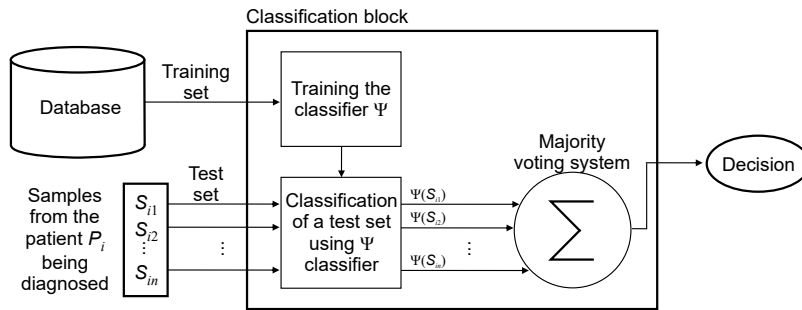 Classification block
Database
Training
set
Training the
classifier Ψ
Majority
voting system
Decision
Samples
from the
patient P_i
being
diagnosed
S_i1
S_i2
⋮
S_in
Test
set
⋮
Classification
of a test set
using Ψ
classifier
Ψ(S_i1)
Ψ(S_i2)
⋮
Ψ(S_in)
Σ